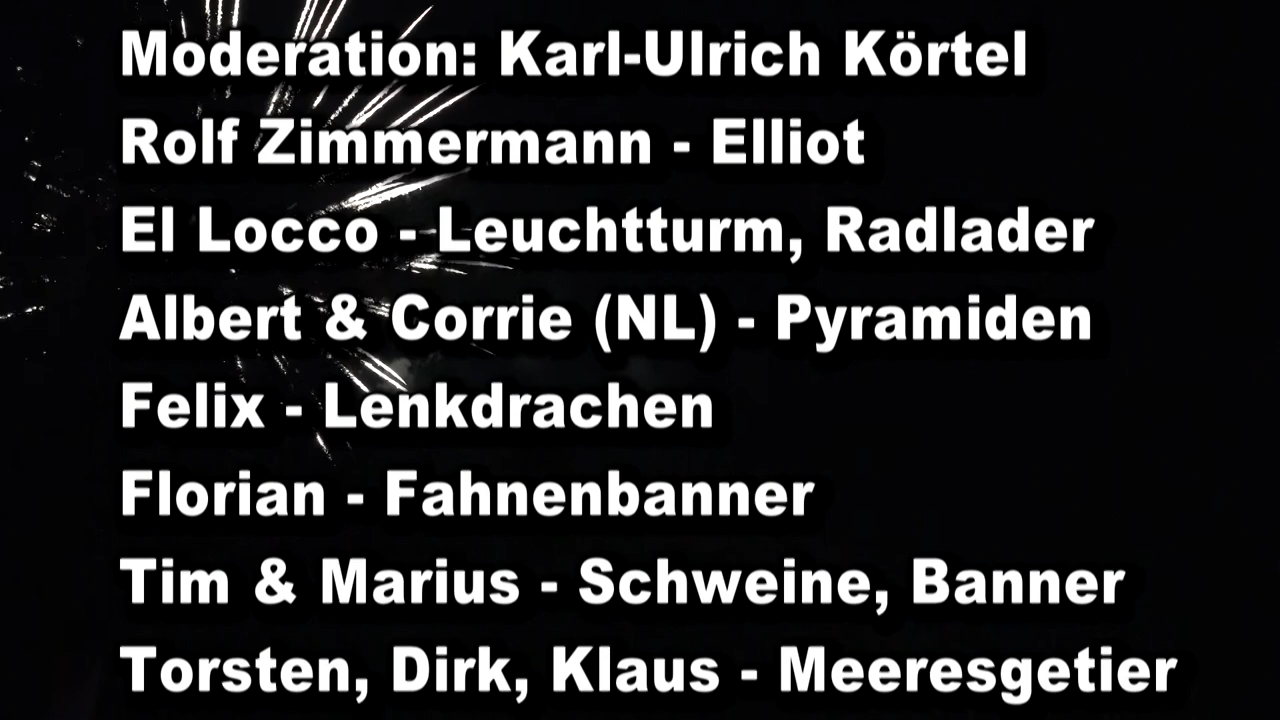 Moderation: Karl-Ulrich Körtel
Rolf Zimmermann - Elliot
El Locco - Leuchtturm, Radlader
Albert & Corrie (NL) - Pyramiden
Felix - Lenkdrachen
Florian - Fahnenbanner
Tim & Marius - Schweine, Banner
Torsten, Dirk, Klaus - Meeresgetier